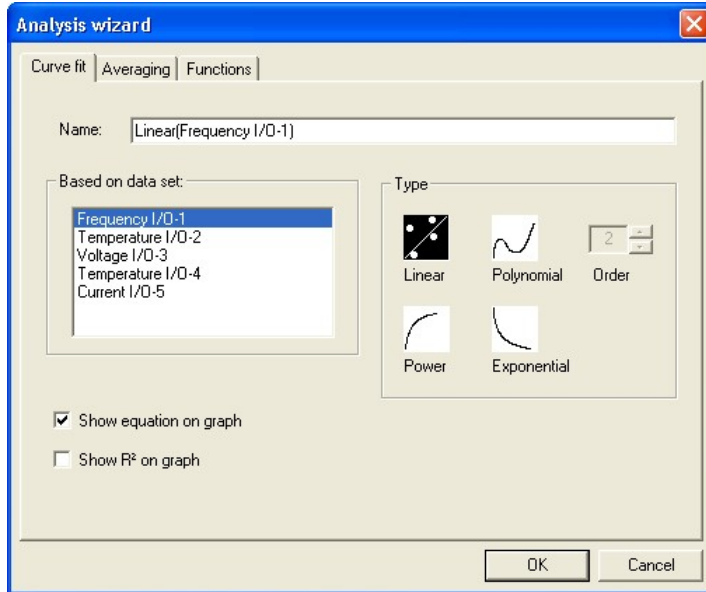 Analysis wizard
Curve fit Averaging Functions
Name: Linear(Frequency I/O-1)
Based on data set:
Frequency I/O-1
Temperature I/O-2
Voltage I/O-3
Temperature I/O-4
Current I/O-5
Type
2
Linear Polynomial Order
Power Exponential
Show equation on graph
Show R² on graph
OK Cancel